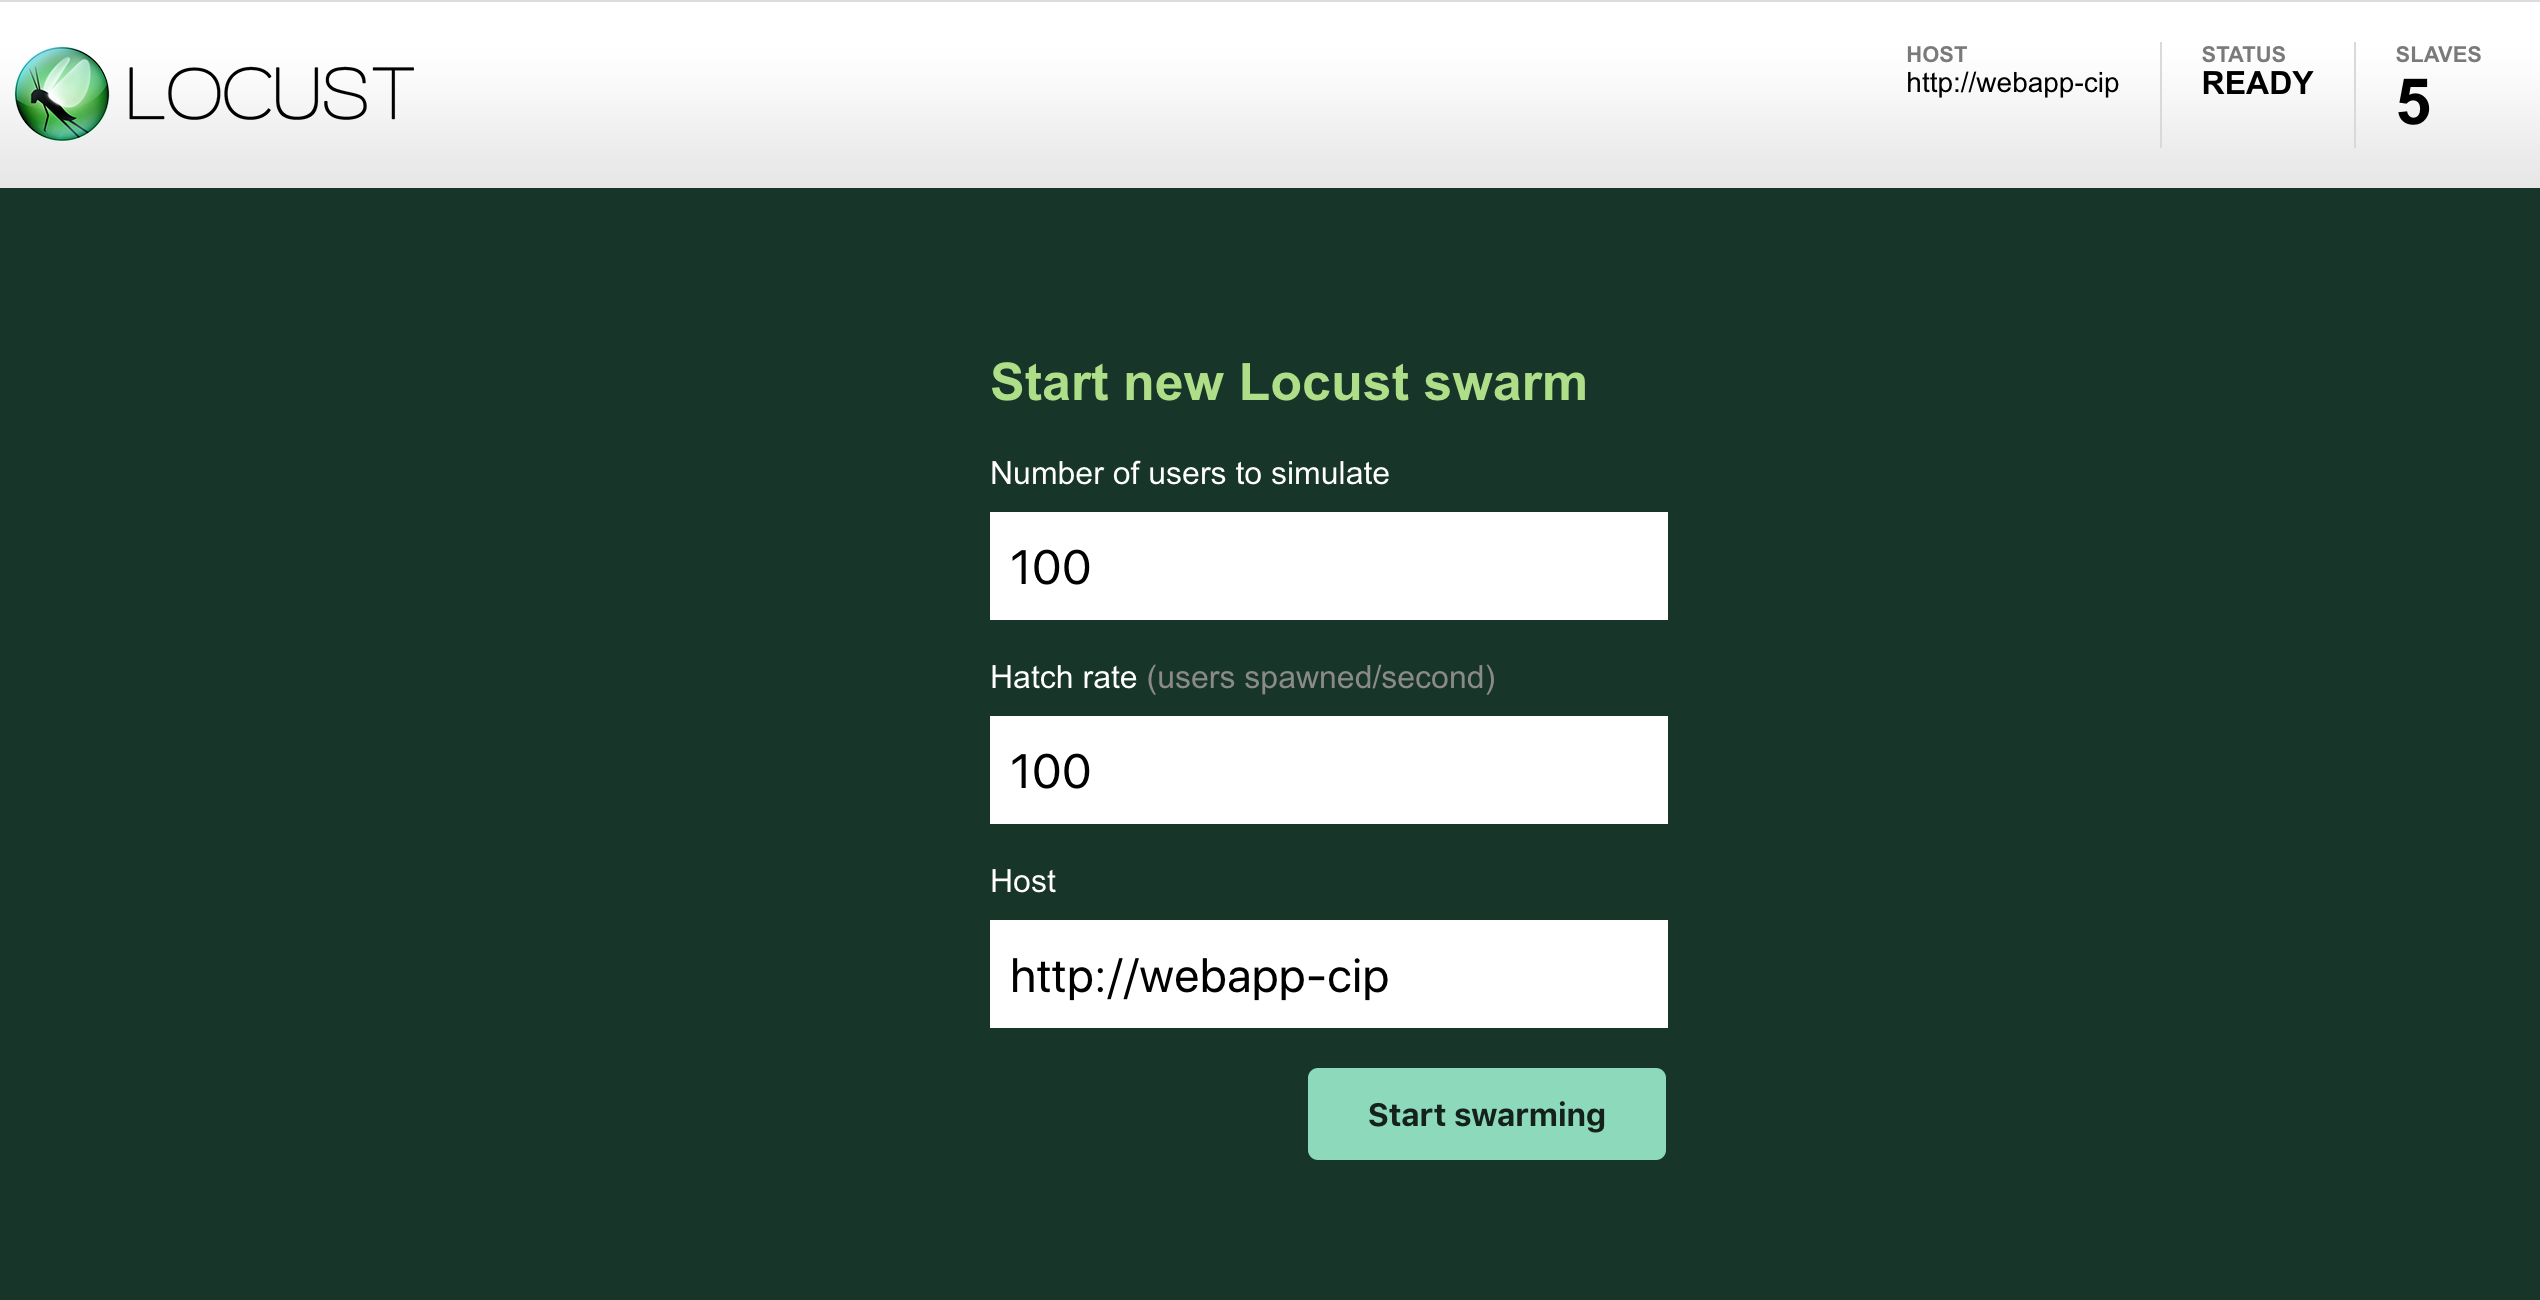 LOCUST
HOST
http://webapp-cip
STATUS
READY
SLAVES
5
Start new Locust swarm
Number of users to simulate
100
Hatch rate (users spawned/second)
100
Host
http://webapp-cip
Start swarming